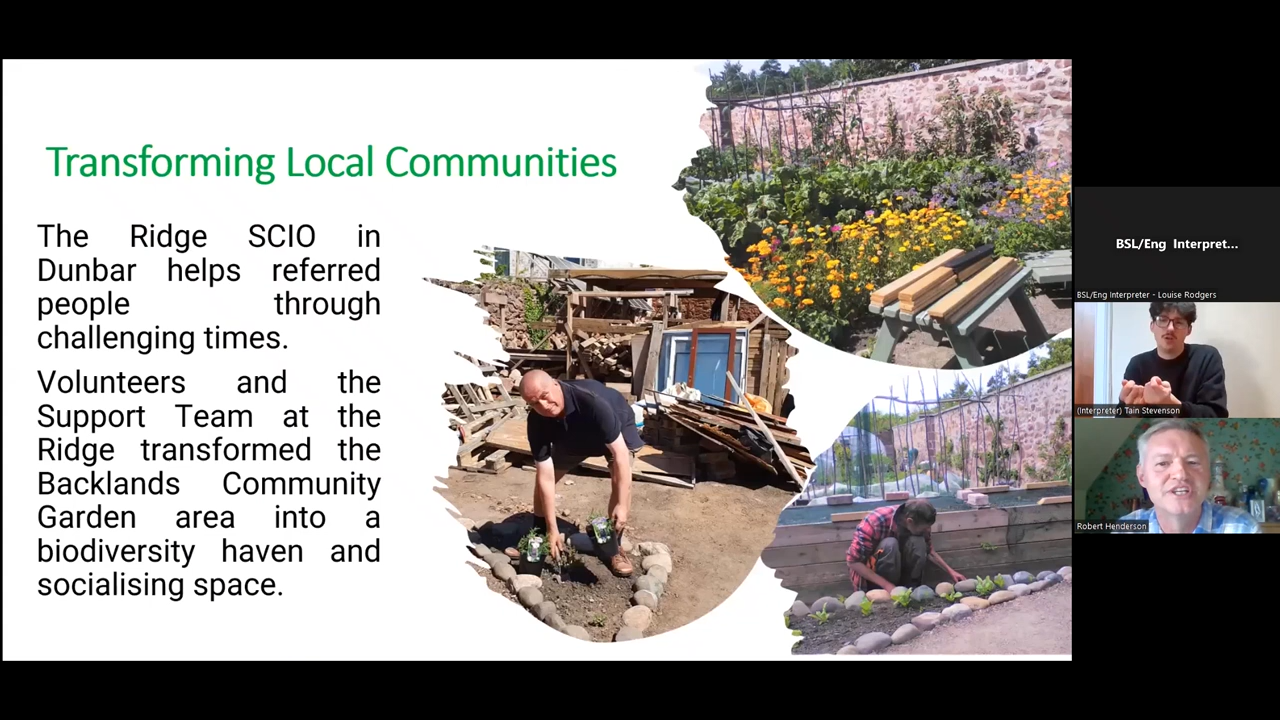 Transforming Local Communities
The Ridge SCIO in
Dunbar helps referred
people through
challenging times.
Volunteers and the
Support Team at the
Ridge transformed the
Backlands Community
Garden area into a
biodiversity haven and
socialising space.
BSL/Eng Interpret...
BSL/Eng Interpreter - Louise Rodgers
(Interpreter) Tain Stevenson
Robert Henderson